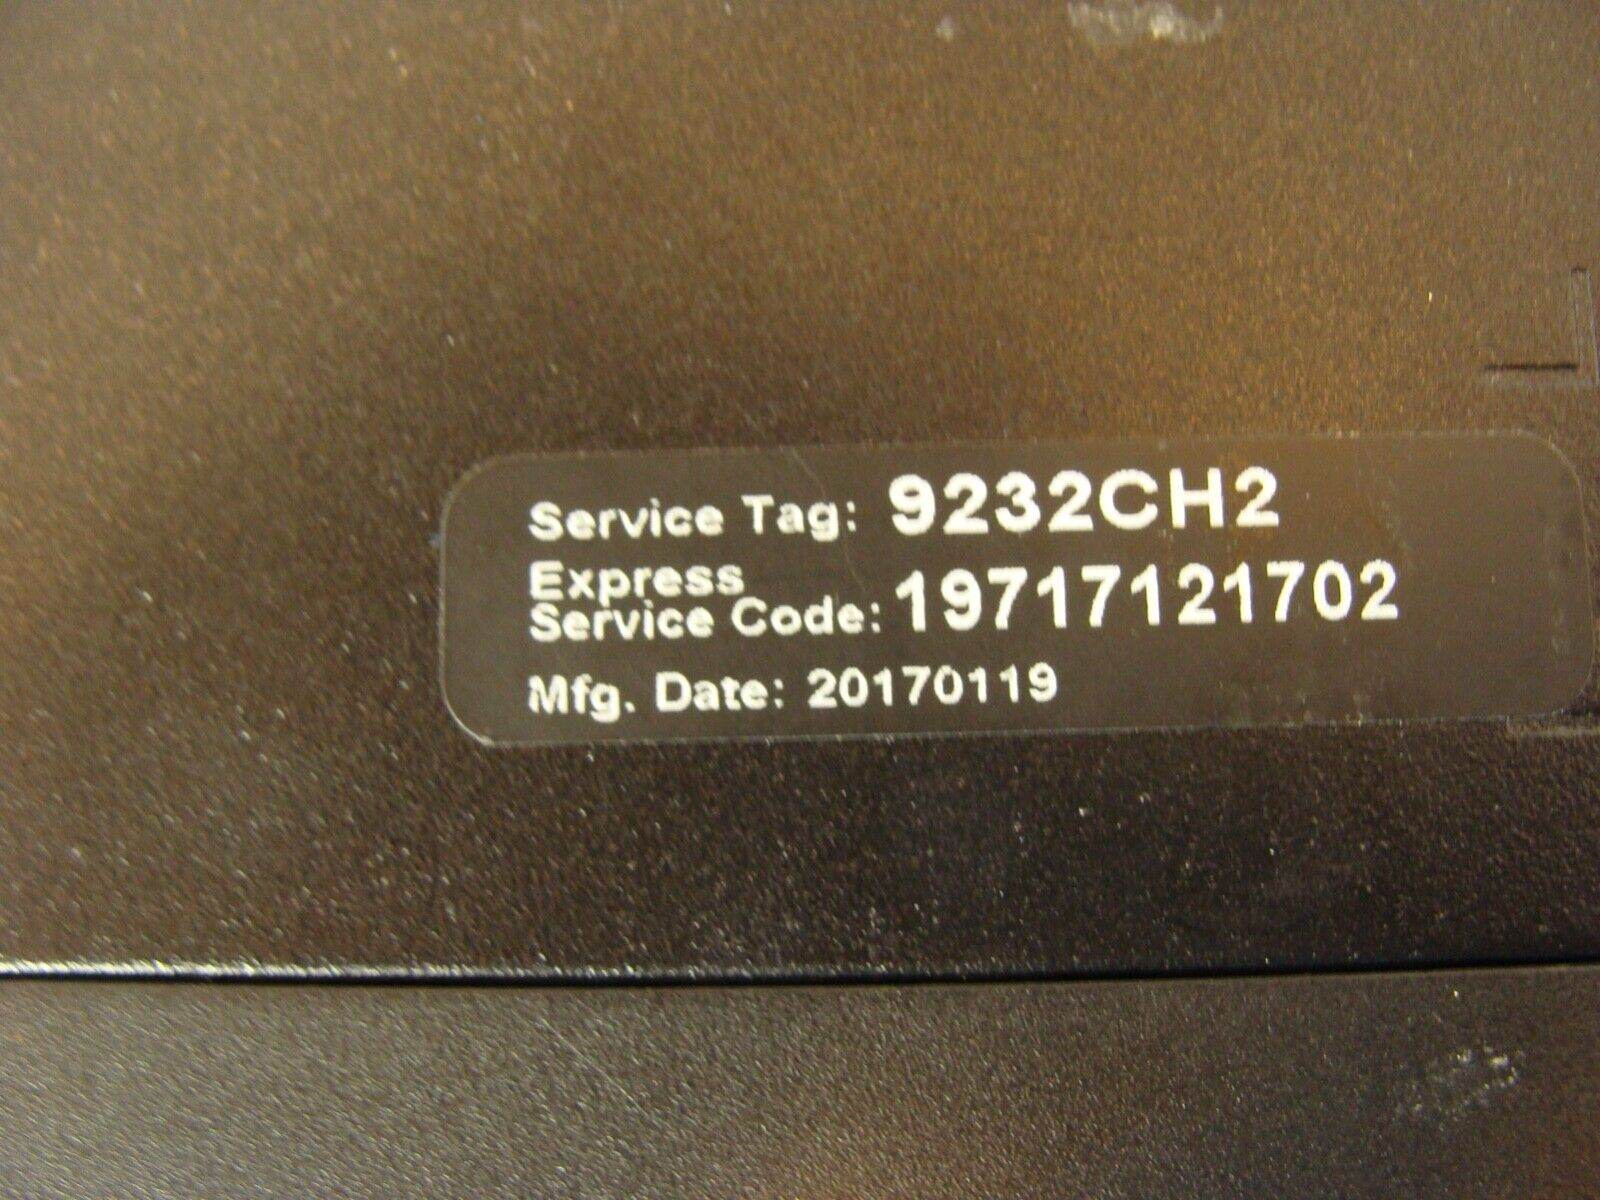 Service Tag: 9232CH2
Express
Service Code: 19717121702
Mfg. Date: 20170119